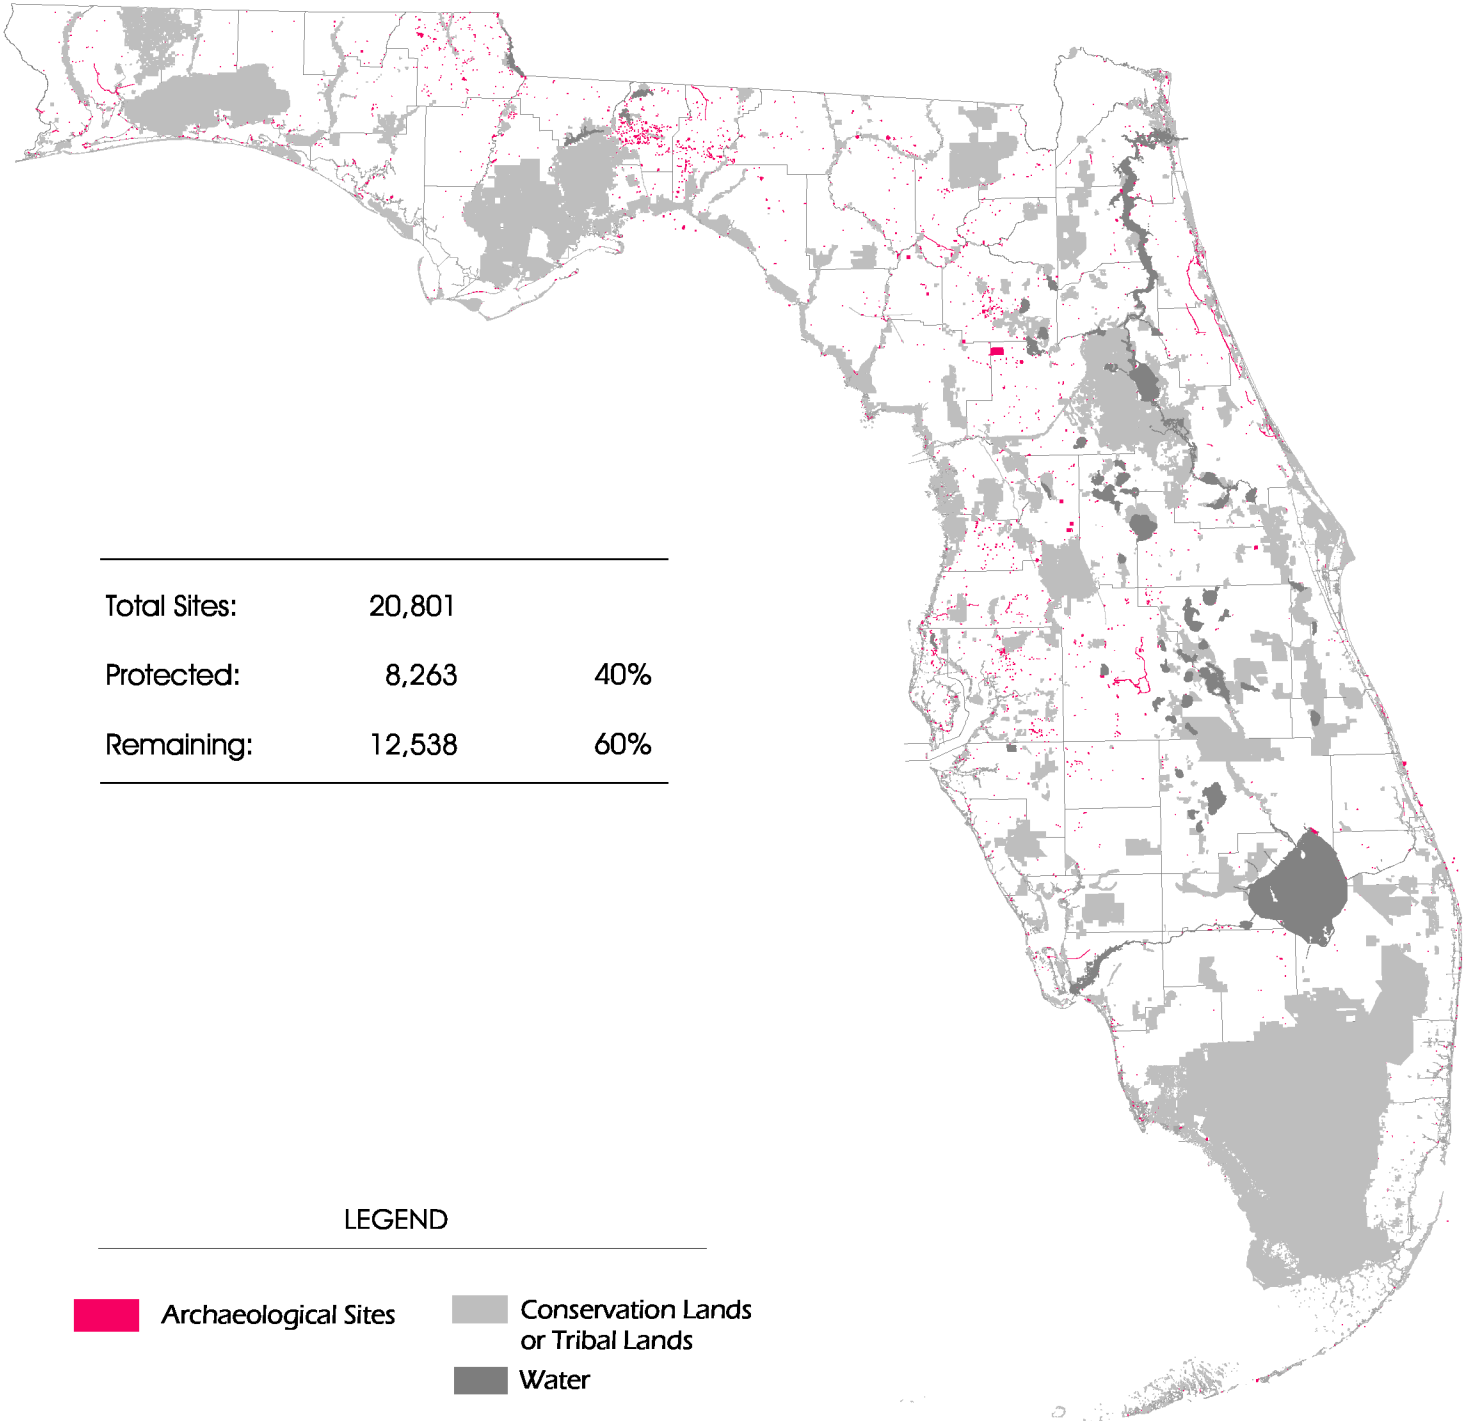 Total Sites: 20,801
Protected: 8,263 40%
Remaining: 12,538 60%
LEGEND
Archaeological Sites
Conservation Lands
or Tribal Lands
Water